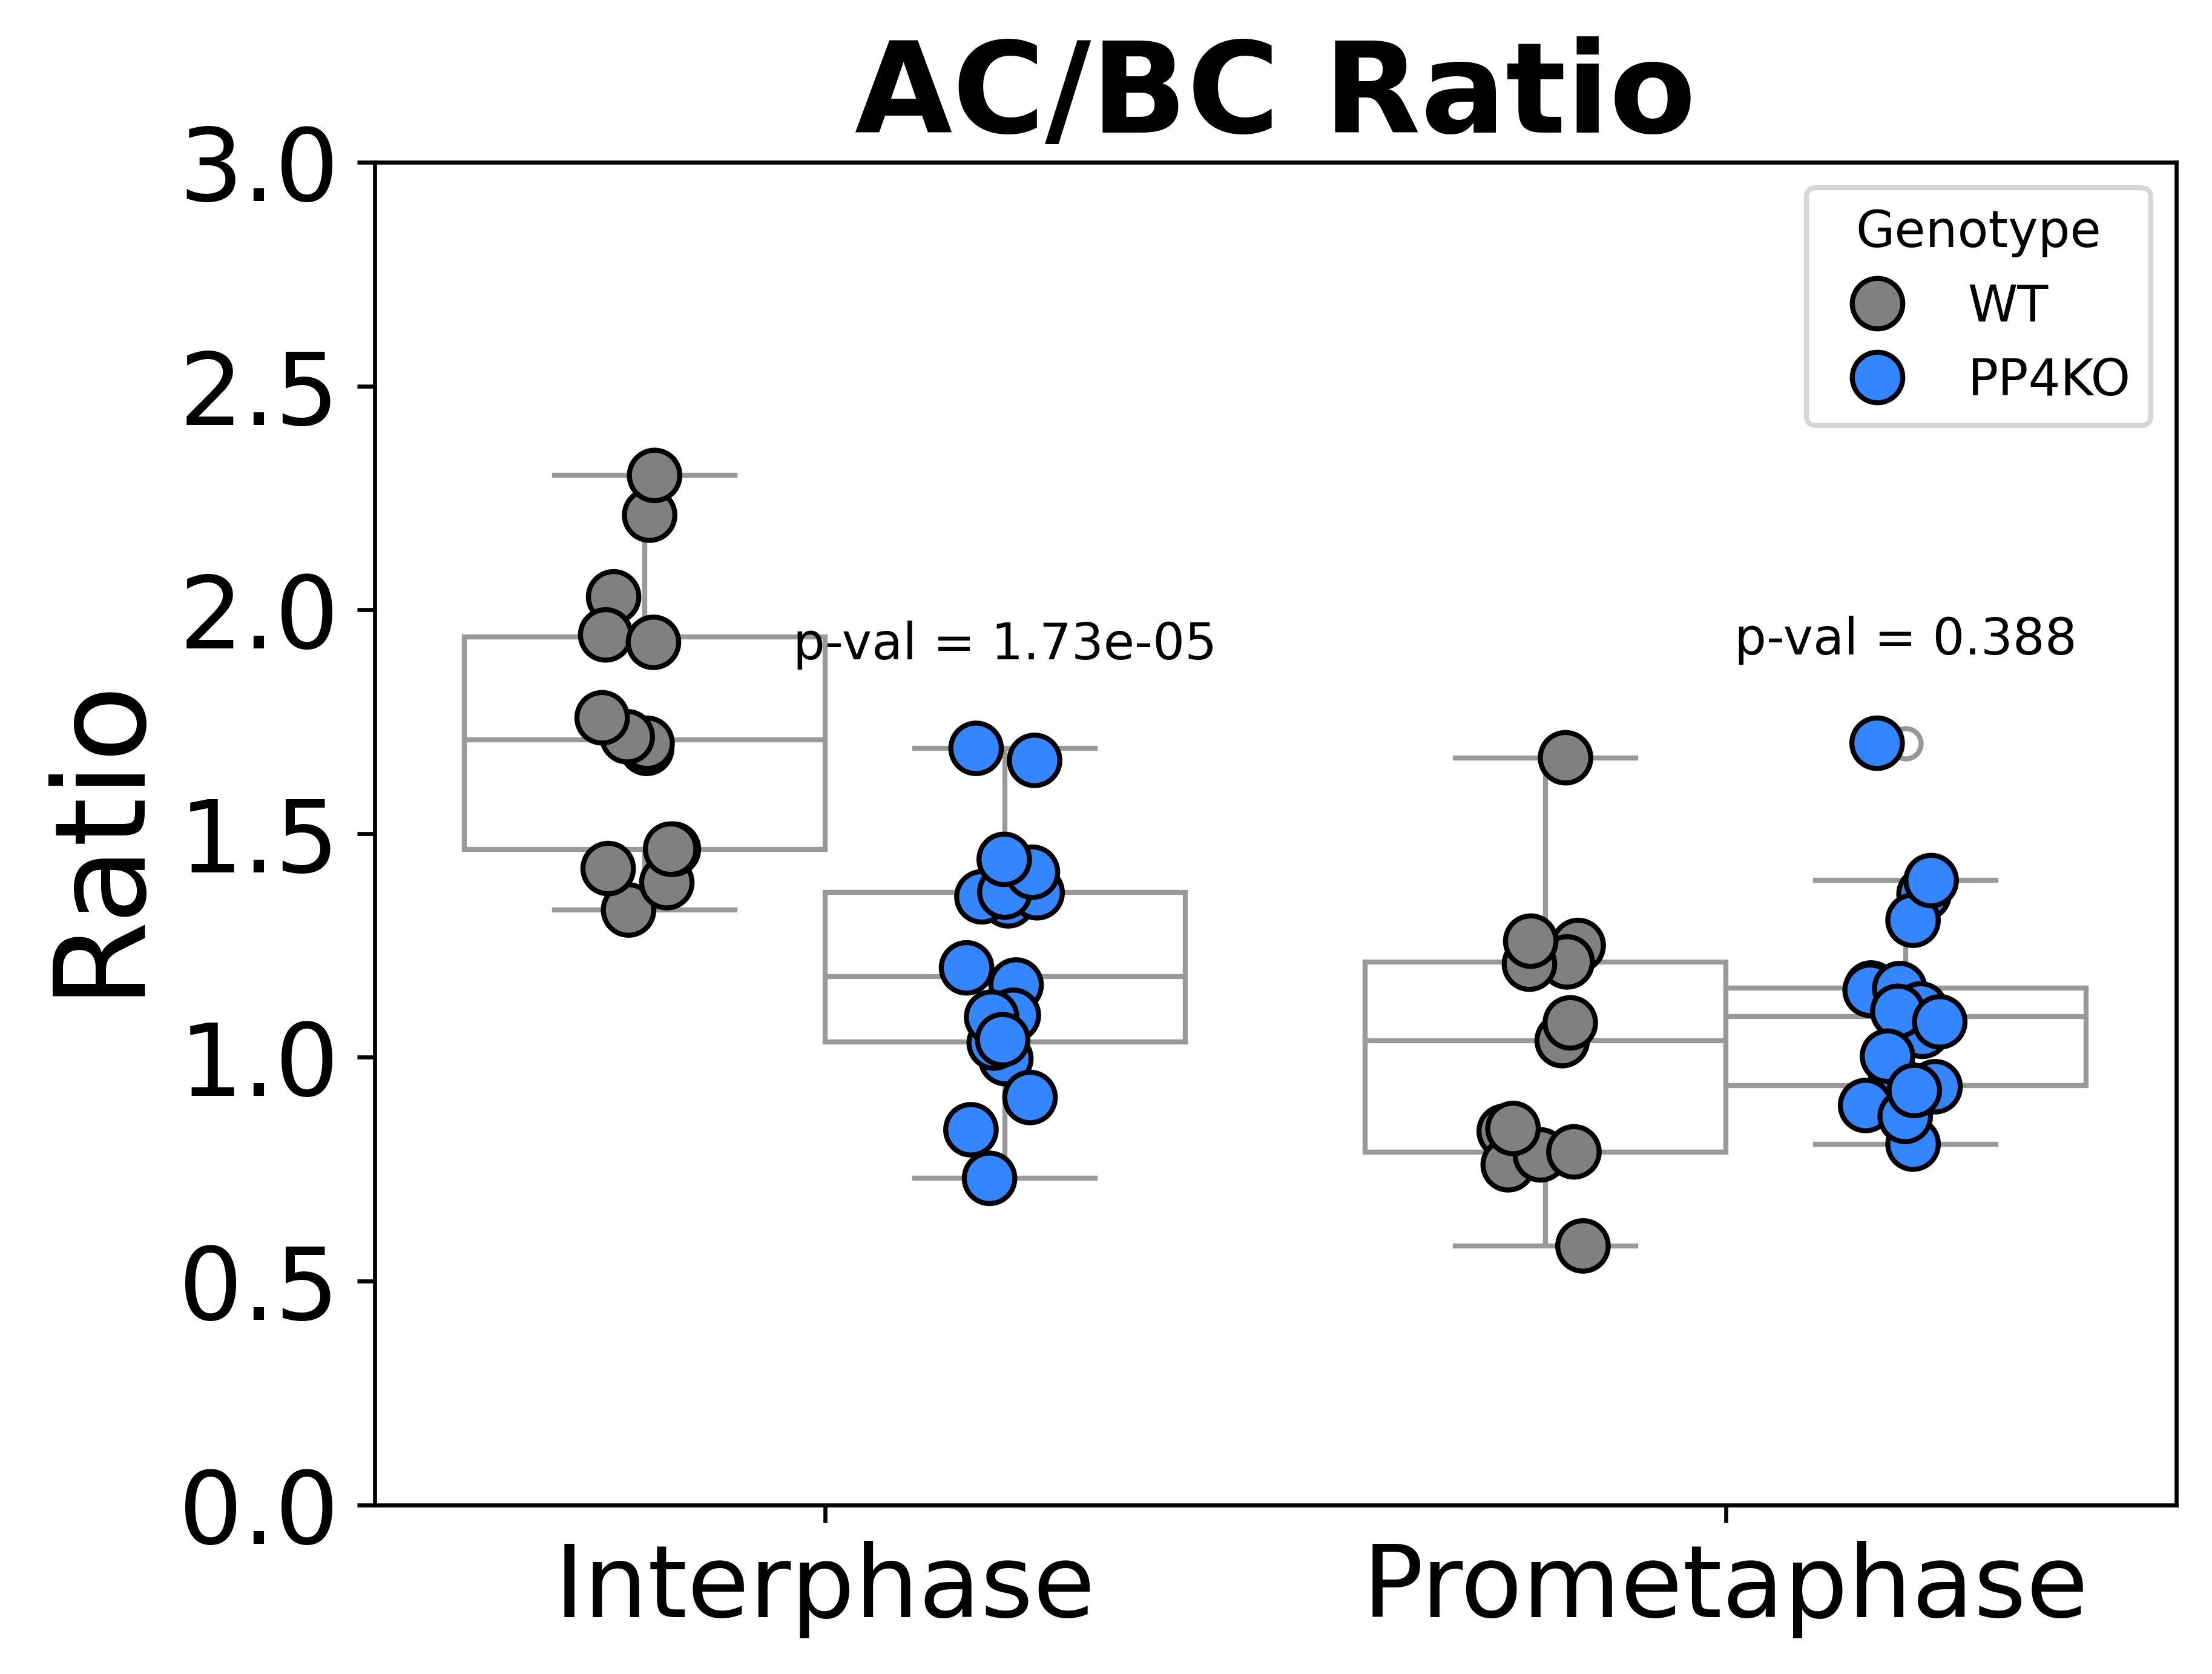 AC/BC Ratio
3.0
2.5
2.0
1.5
1.0
0.5
0.0
Ratio
Genotype
WT
PP4KO
p-val = 1.73e-05
p-val = 0.388
Interphase
Prometaphase